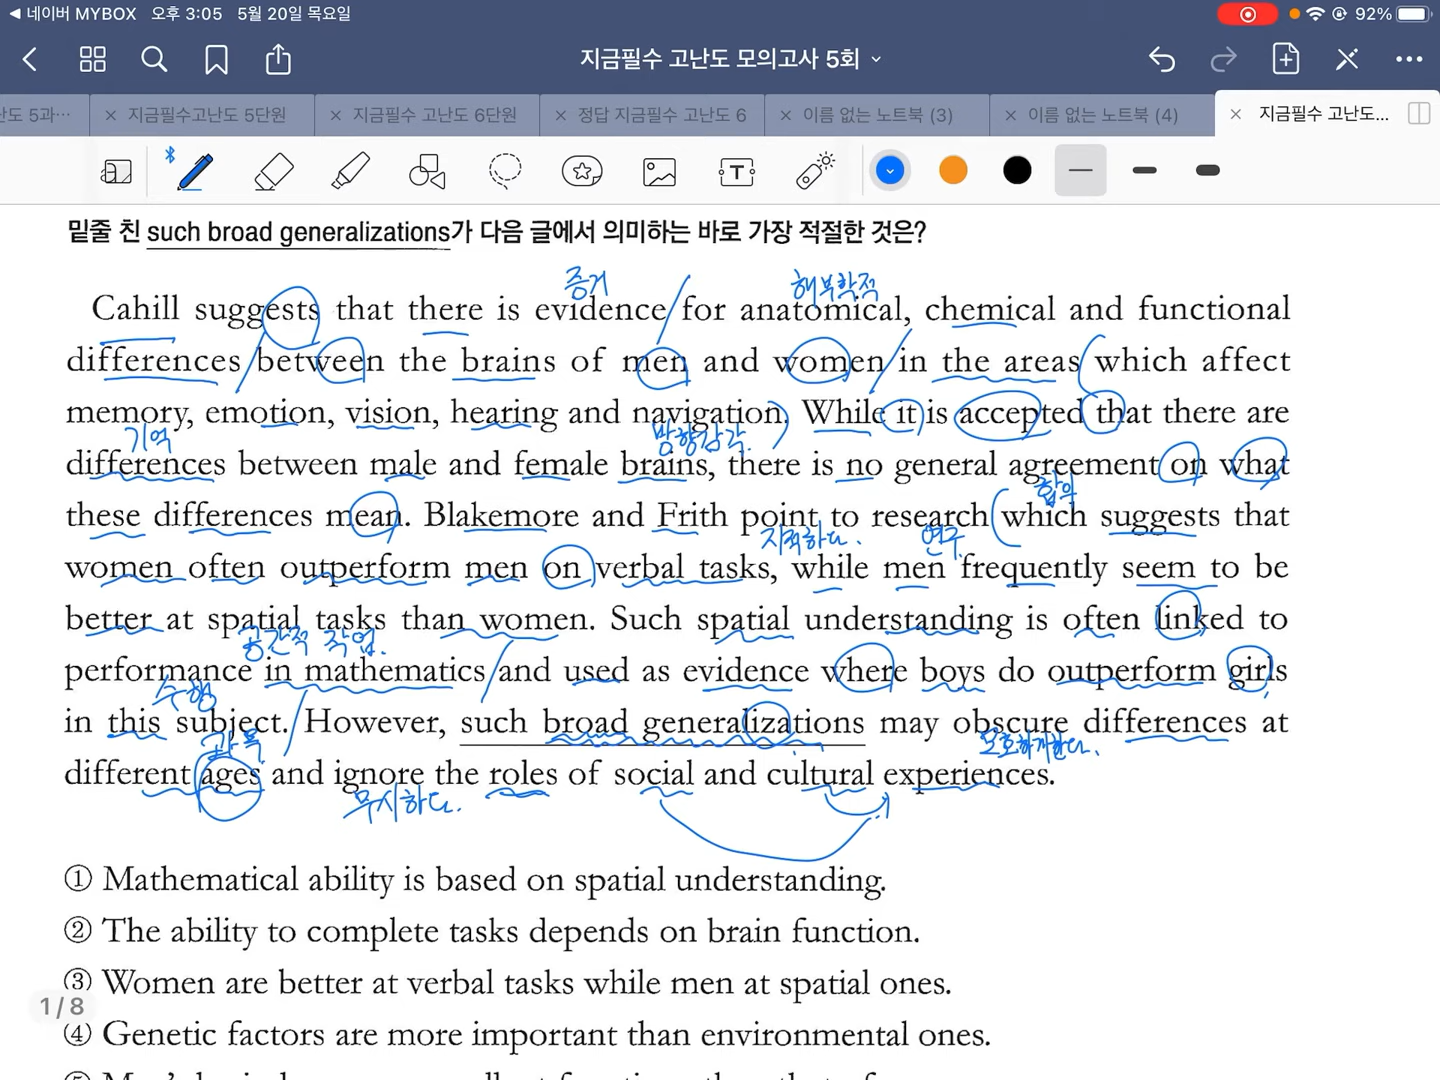 네이버 MYBOX 오후 3:05 5월 20일 목요일 92%
지금필수 고난도 모의고사 5회
난도 5과… × 지금필수고난도 5단원 × 지금필수 고난도 6단원 × 정답 지금필수 고난도 6 × 이름 없는 노트북 (3) × 이름 없는 노트북 (4) × 지금필수 고난도...
밑줄 친 such broad generalizations가 다음 글에서 의미하는 바로 가장 적절한 것은?
증거 해부학적
Cahill suggests that there is evidence for anatomical, chemical and functional
differences between the brains of men and women in the areas which affect
memory, emotion, vision, hearing and navigation. While it is accepted that there are
기억 방향감각.
differences between male and female brains, there is no general agreement on what
합의
these differences mean. Blakemore and Frith point to research which suggests that
지적하다. 연구
women often outperform men on verbal tasks, while men frequently seem to be
better at spatial tasks than women. Such spatial understanding is often linked to
공간적 작업.
performance in mathematics and used as evidence where boys do outperform girls
수행
in this subject. However, such broad generalizations may obscure differences at
과목 모호하게한다.
different ages and ignore the roles of social and cultural experiences.
무시하다.
① Mathematical ability is based on spatial understanding.
② The ability to complete tasks depends on brain function.
③ Women are better at verbal tasks while men at spatial ones.
1/8
④ Genetic factors are more important than environmental ones.